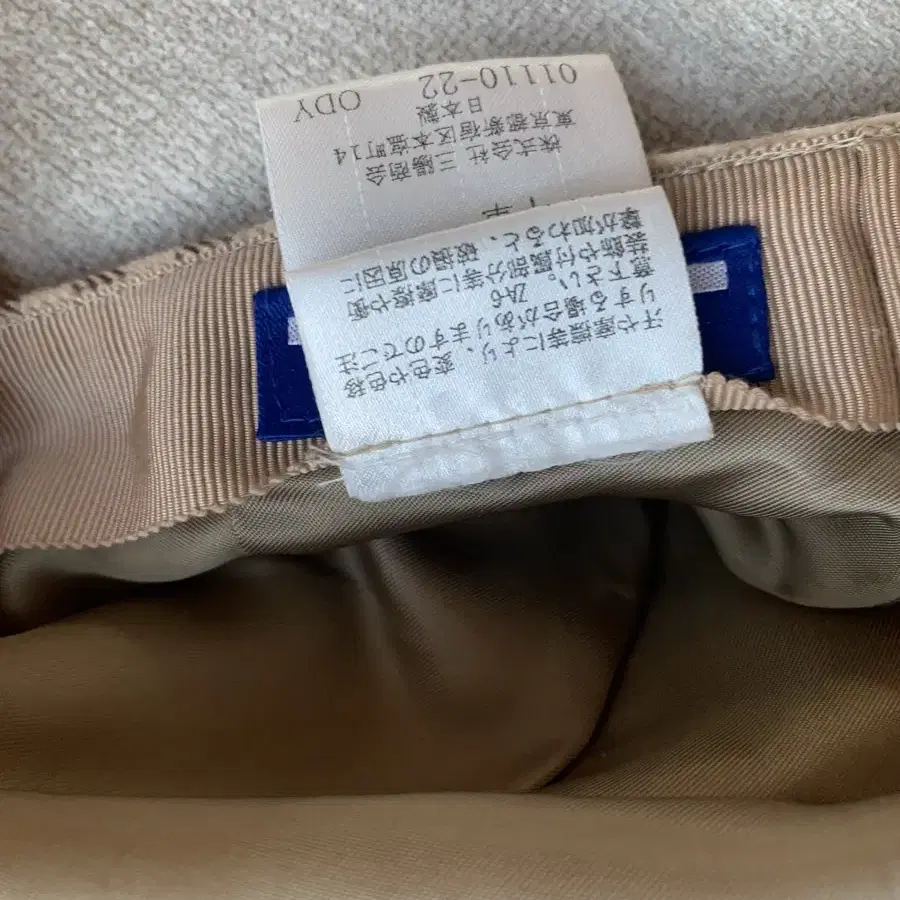 汗や摩擦等により、変色や色移
りする場合がありますのでご注
意下さい。 ZA6
装飾や付属部分等に摩擦や衝
撃が加わると、破損の原因に
株式会社 三陽商会
東京都新宿区本塩町14
日本製
01110-22 ODY